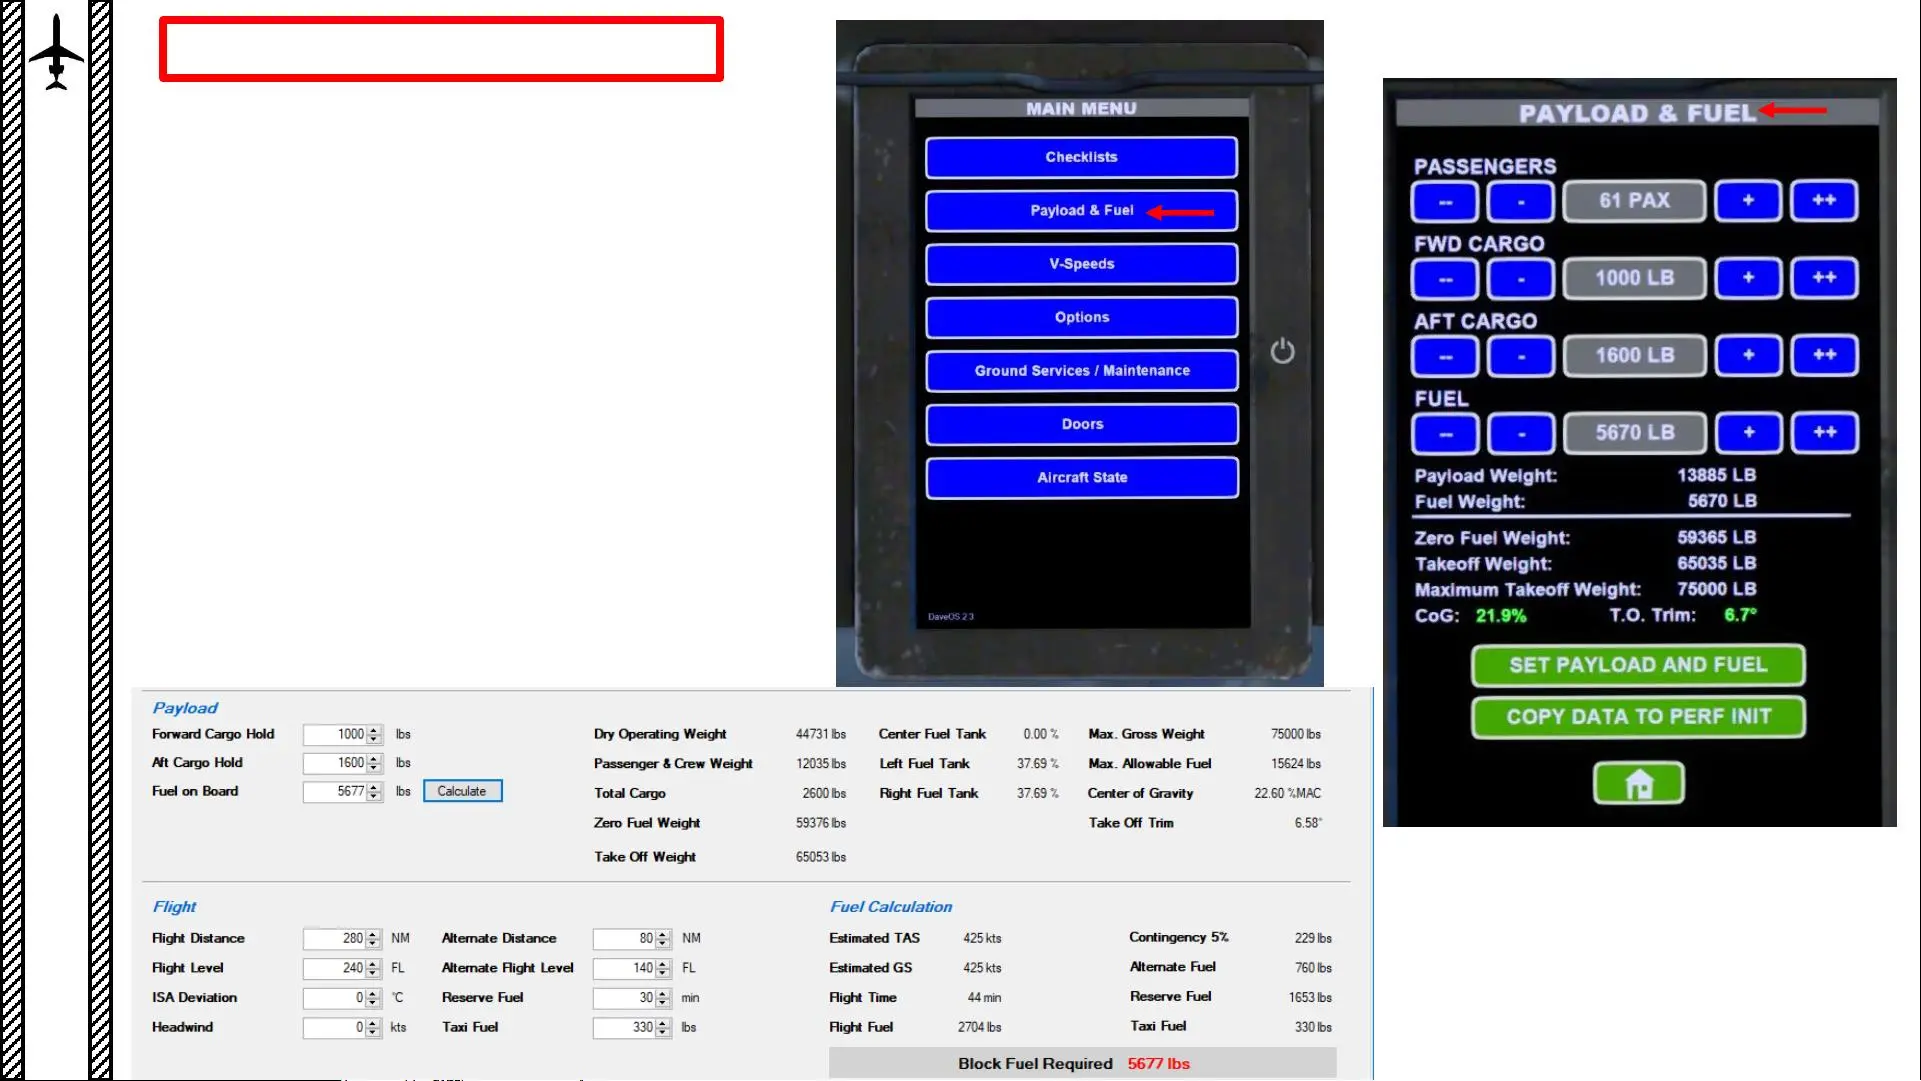 MAIN MENU
Checklists
Payload & Fuel
V-Speeds
Options
Ground Services / Maintenance
Doors
Aircraft State
DaveOS 2.3
PAYLOAD & FUEL
PASSENGERS
-- - 61 PAX + ++
FWD CARGO
-- - 1000 LB + ++
AFT CARGO
-- - 1600 LB + ++
FUEL
-- - 5670 LB + ++
Payload Weight: 13885 LB
Fuel Weight: 5670 LB
Zero Fuel Weight: 59365 LB
Takeoff Weight: 65035 LB
Maximum Takeoff Weight: 75000 LB
CoG: 21.9% T.O. Trim: 6.7°
SET PAYLOAD AND FUEL
COPY DATA TO PERF INIT
Payload
Forward Cargo Hold 1000 lbs Dry Operating Weight 44731 lbs Center Fuel Tank 0.00 % Max. Gross Weight 75000 lbs
Aft Cargo Hold 1600 lbs Passenger & Crew Weight 12035 lbs Left Fuel Tank 37.69 % Max. Allowable Fuel 15624 lbs
Fuel on Board 5677 lbs Calculate Total Cargo 2600 lbs Right Fuel Tank 37.69 % Center of Gravity 22.60 %MAC
Zero Fuel Weight 59376 lbs Take Off Trim 6.58°
Take Off Weight 65053 lbs
Flight Fuel Calculation
Flight Distance 280 NM Alternate Distance 80 NM Estimated TAS 425 kts Contingency 5% 229 lbs
Flight Level 240 FL Alternate Flight Level 140 FL Estimated GS 425 kts Alternate Fuel 760 lbs
ISA Deviation 0 °C Reserve Fuel 30 min Flight Time 44 min Reserve Fuel 1653 lbs
Headwind 0 kts Taxi Fuel 330 lbs Flight Fuel 2704 lbs Taxi Fuel 330 lbs
Block Fuel Required 5677 lbs